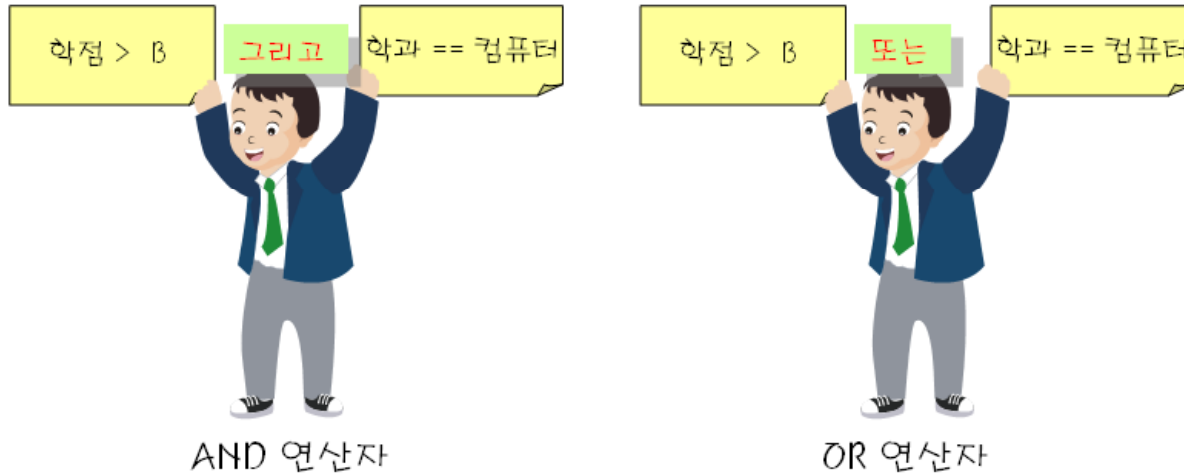 학점 > B 그리고 학과 == 컴퓨터
학점 > B 또는 학과 == 컴퓨터
AND 연산자
OR 연산자